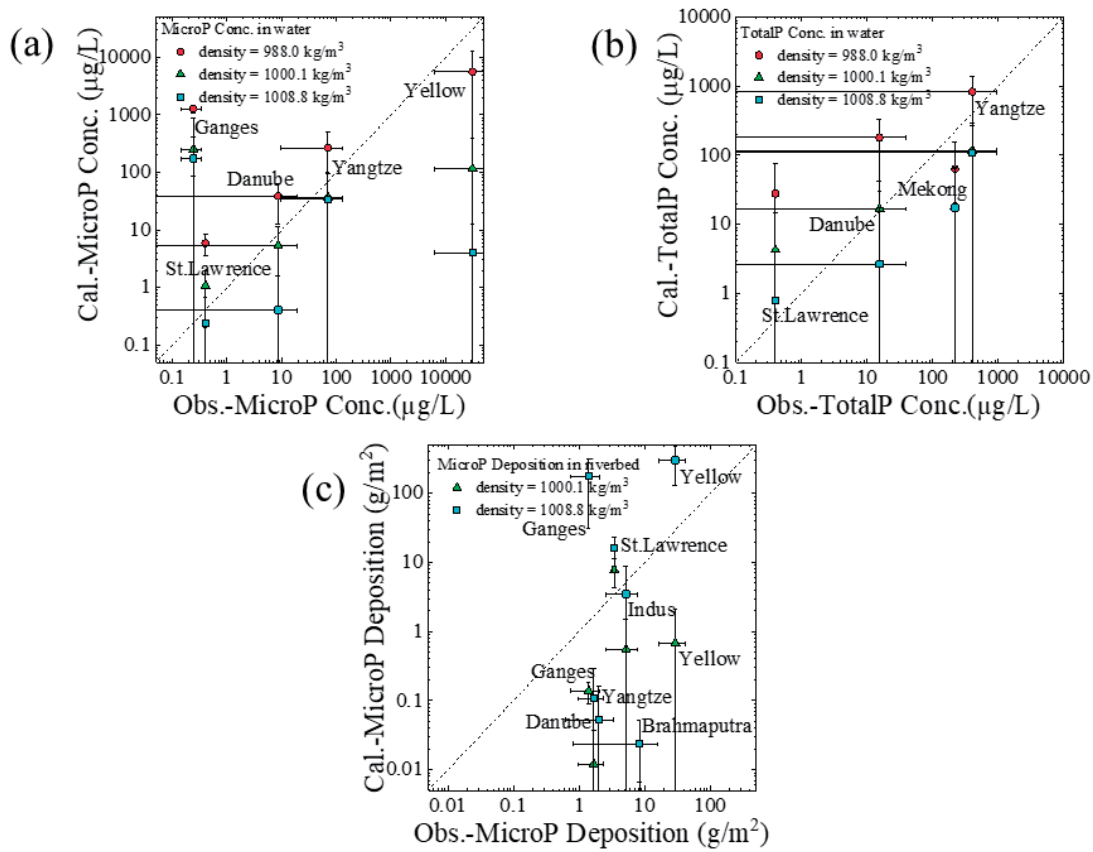 (a)
MicroP Conc. in water
density = 988.0 kg/m³
density = 1000.1 kg/m³
density = 1008.8 kg/m³
Cal.-MicroP Conc. (µg/L)
10000
1000
100
10
1
0.1
Ganges
Yellow
Danube
Yangtze
St.Lawrence
0.1 1 10 100 1000 10000
Obs.-MicroP Conc.(µg/L)
(b)
TotalP Conc. in water
density = 988.0 kg/m³
density = 1000.1 kg/m³
density = 1008.8 kg/m³
Cal.-TotalP Conc. (µg/L)
10000
1000
100
10
1
0.1
Yangtze
Mekong
Danube
St.Lawrence
0.1 1 10 100 1000 10000
Obs.-TotalP Conc.(µg/L)
(c)
MicroP Deposition in riverbed
density = 1000.1 kg/m³
density = 1008.8 kg/m³
Cal.-MicroP Deposition (g/m²)
100
10
1
0.1
0.01
Yellow
Ganges
St.Lawrence
Indus
Yellow
Ganges
Yangtze
Danube
Brahmaputra
0.01 0.1 1 10 100
Obs.-MicroP Deposition (g/m²)